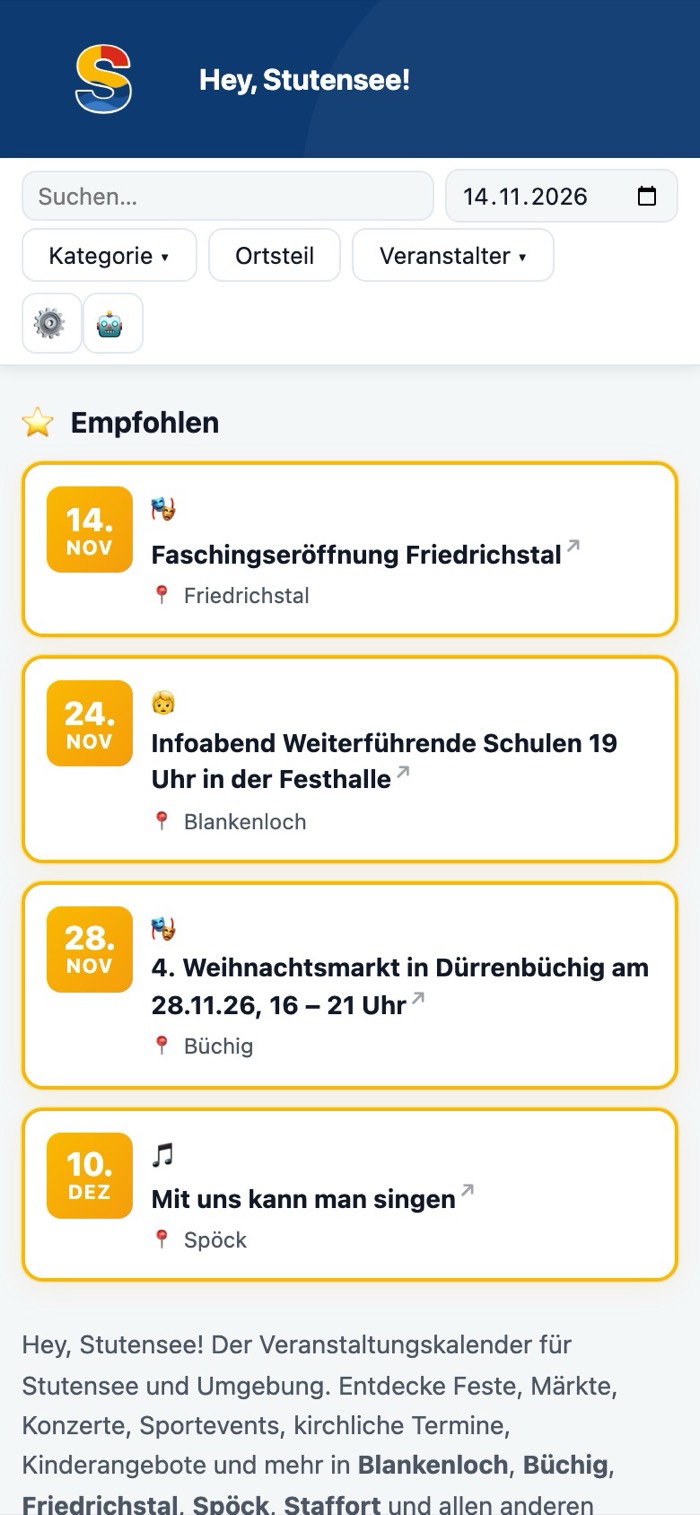 S
Hey, Stutensee!
Suchen...
14.11.2026
Kategorie ▾
Ortsteil
Veranstalter ▾
Empfohlen
14.
NOV
Faschingseröffnung Friedrichstal
Friedrichstal
24.
NOV
Infoabend Weiterführende Schulen 19
Uhr in der Festhalle
Blankenloch
28.
NOV
4. Weihnachtsmarkt in Dürrenbüchig am
28.11.26, 16 – 21 Uhr
Büchig
10.
DEZ
Mit uns kann man singen
Spöck
Hey, Stutensee! Der Veranstaltungskalender für
Stutensee und Umgebung. Entdecke Feste, Märkte,
Konzerte, Sportevents, kirchliche Termine,
Kinderangebote und mehr in Blankenloch, Büchig,
Friedrichstal, Spöck, Staffort und allen anderen